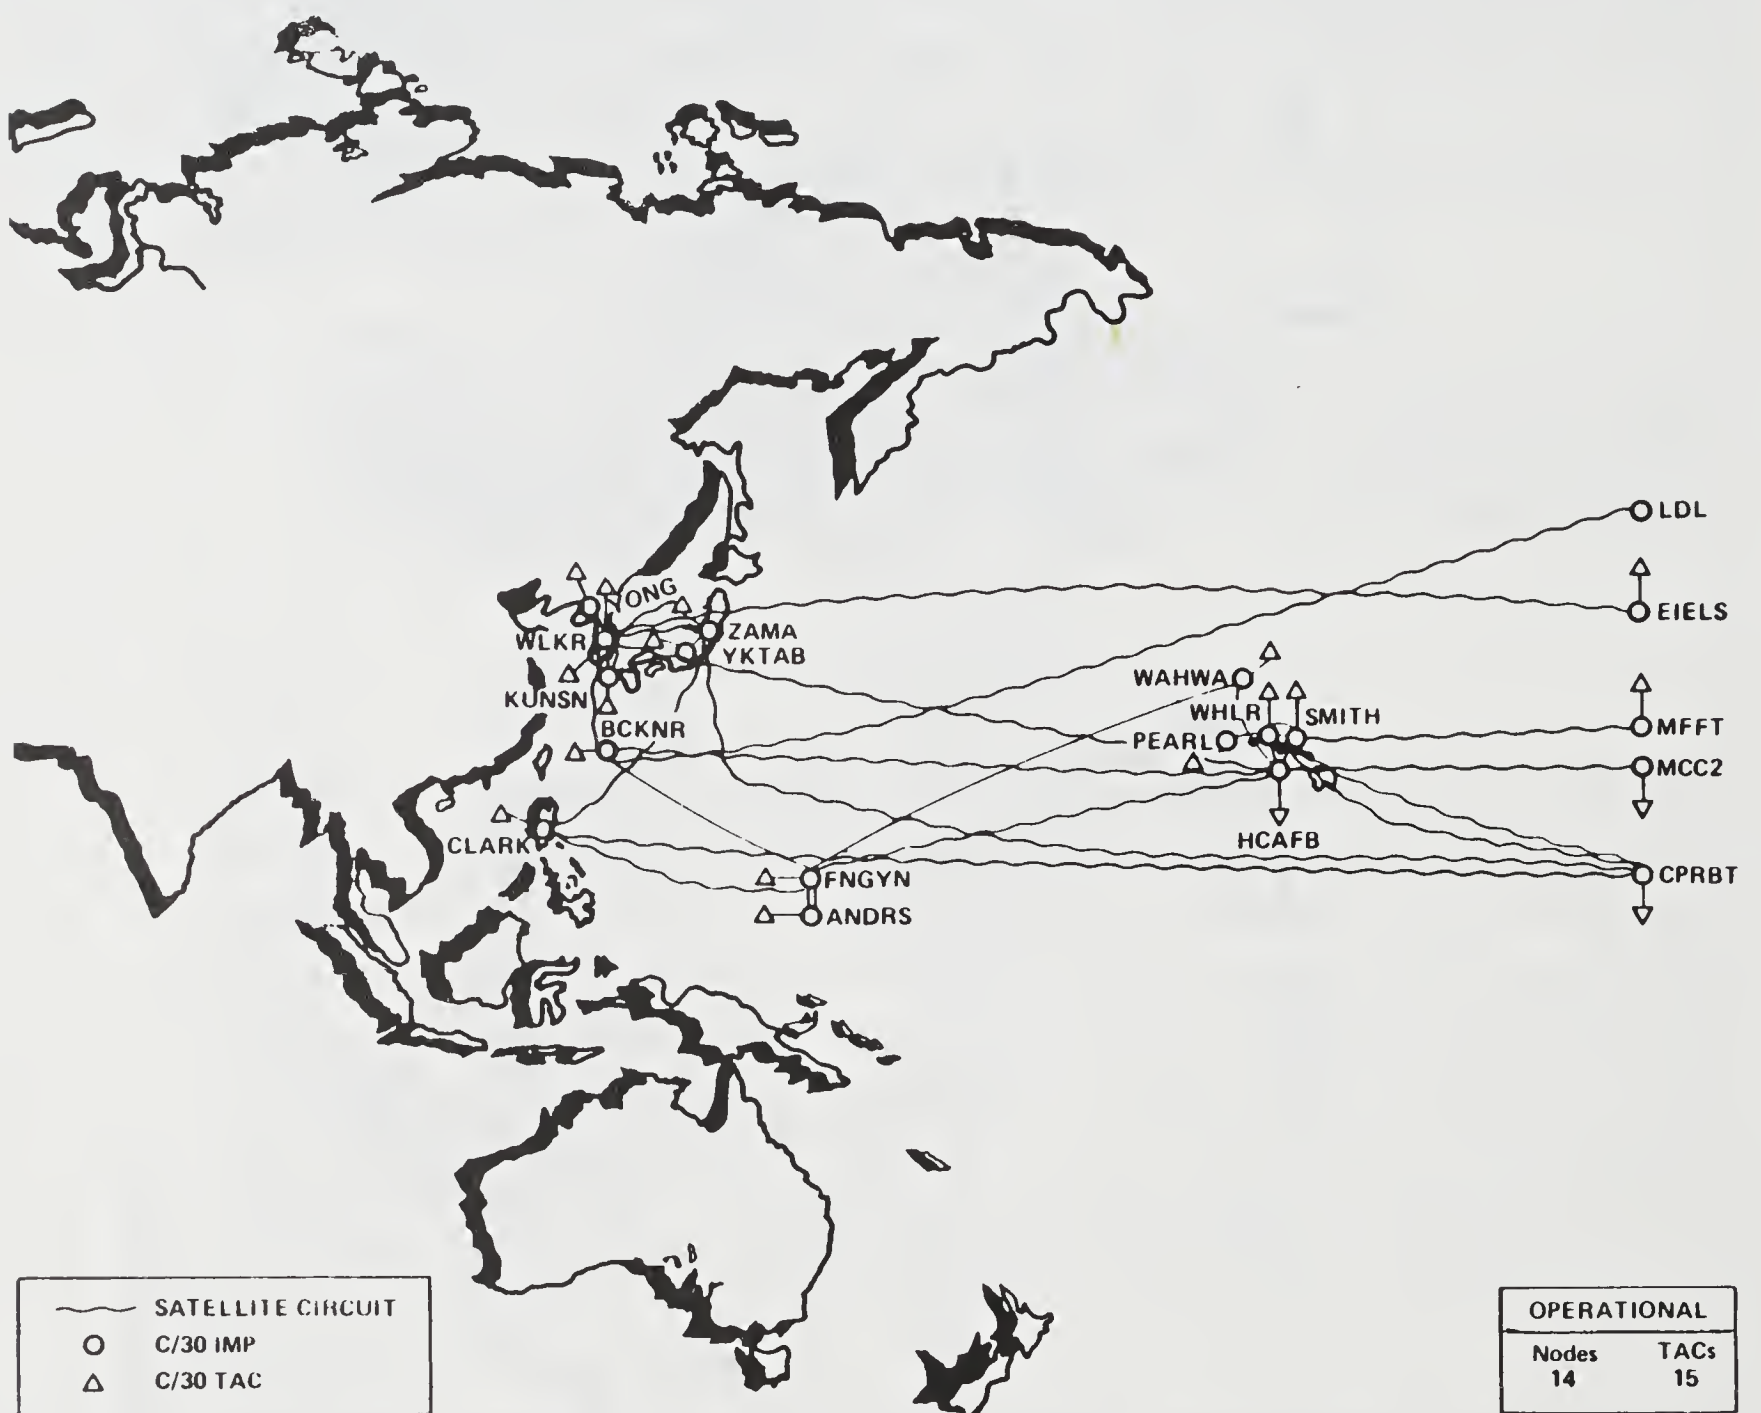 LDL
YONG
EIELS
WLKR
ZAMA
YKTAB
WAHWA
KUNSN
WHLR
SMITH
BCKNR
PEARL
MFFT
MCC2
CLARK
HCAFB
FNGYN
CPRBT
ANDRS
SATELLITE CIRCUIT
C/30 IMP
C/30 TAC
OPERATIONAL
Nodes TACs
14 15